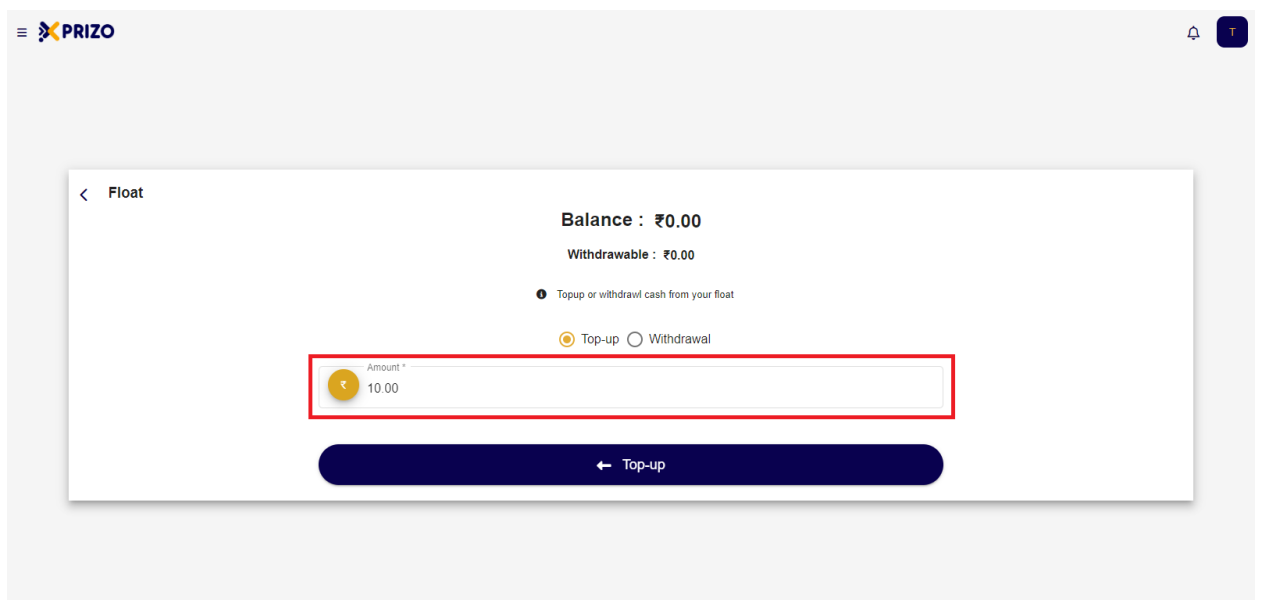 XPRIZO
T
Float
Balance : ₹0.00
Withdrawable : ₹0.00
Topup or withdrawl cash from your float
Top-up Withdrawal
Amount *
₹ 10.00
Top-up